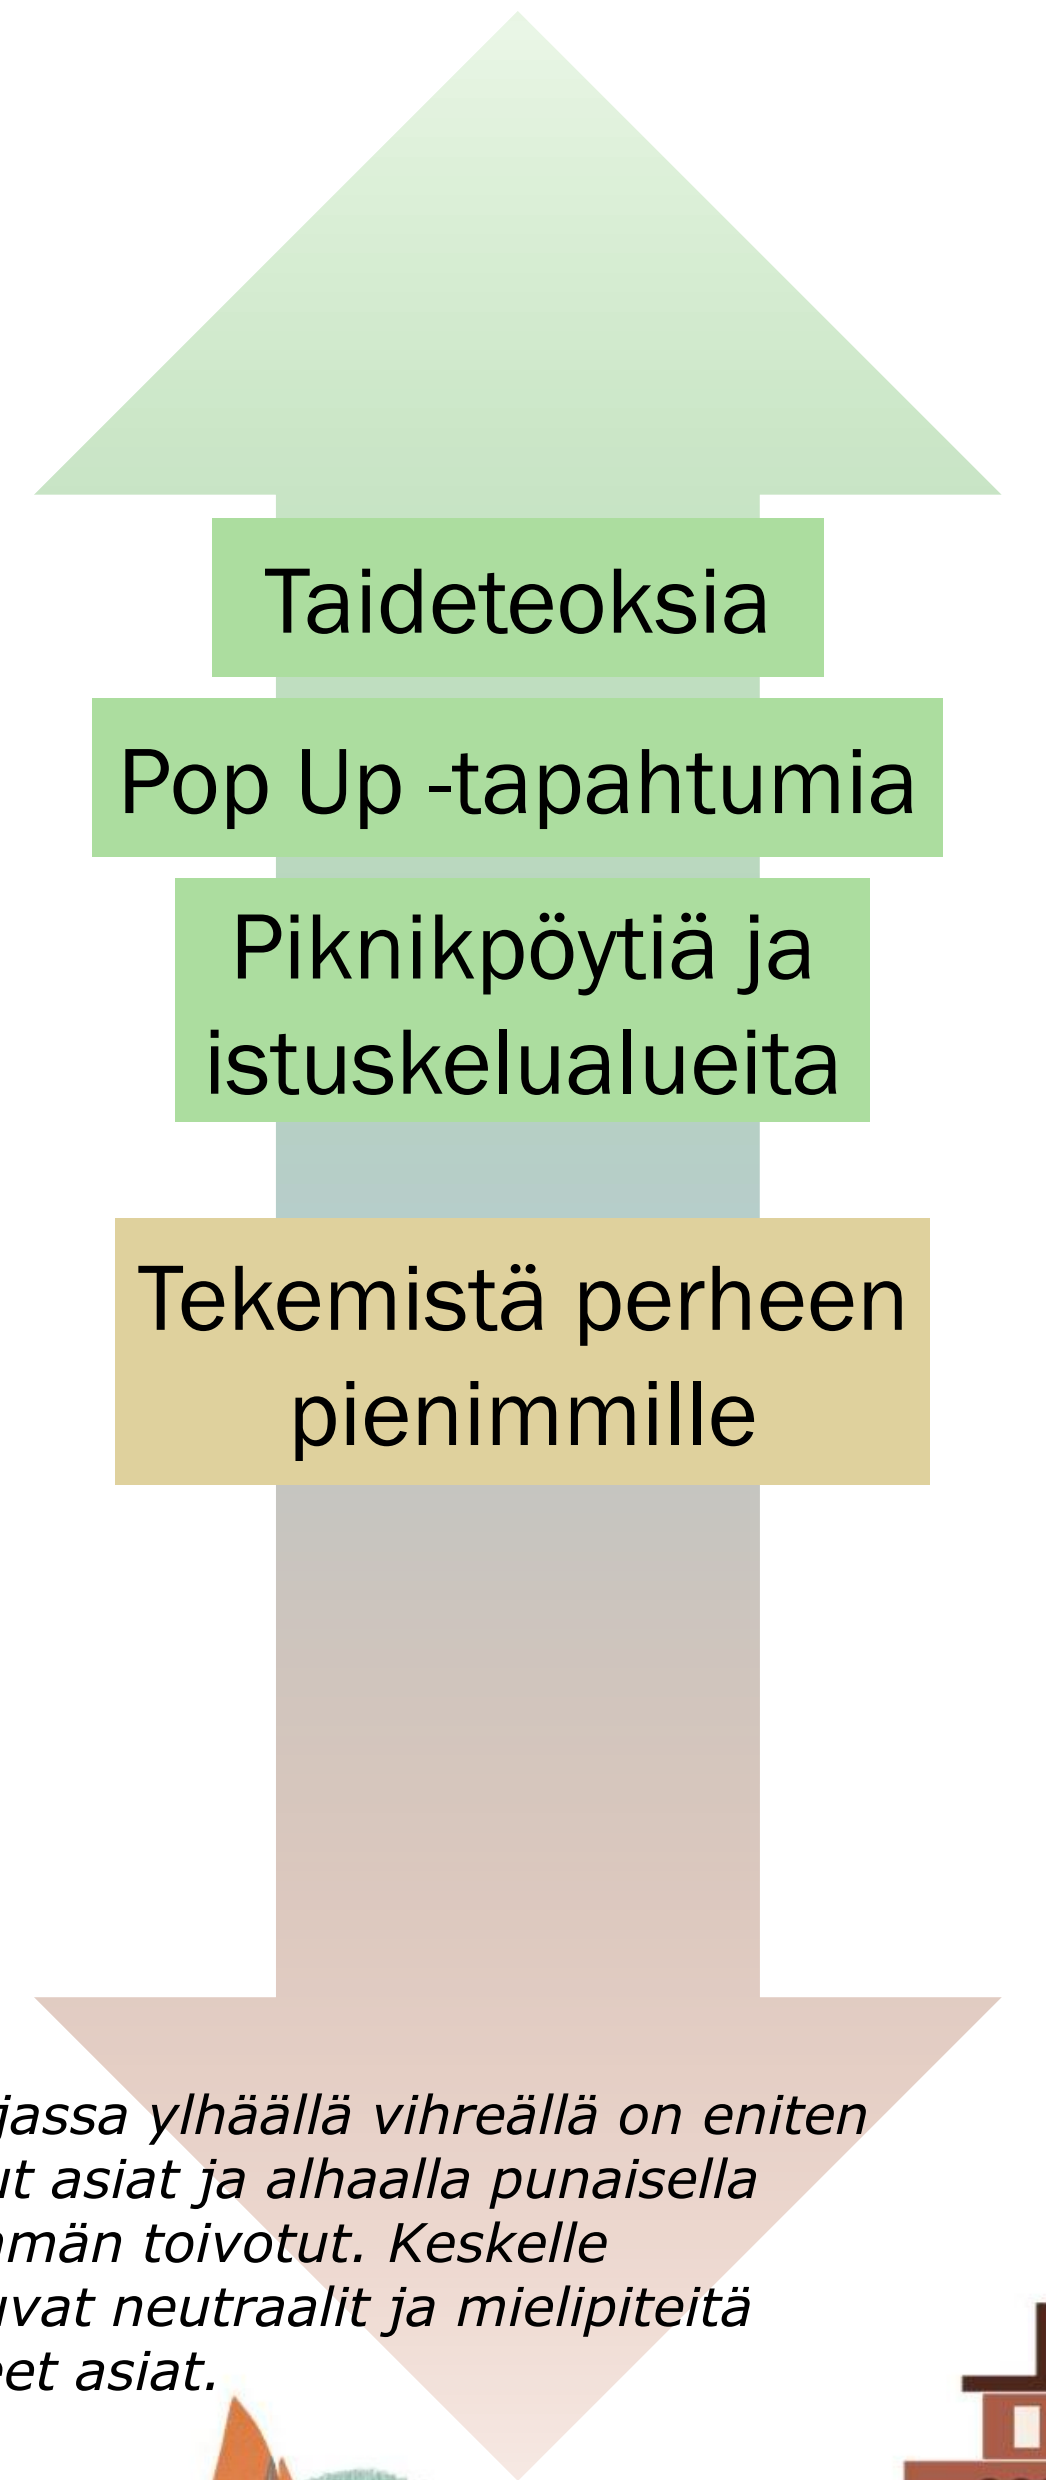 Taideteoksia
Pop Up -tapahtumia
Piknikpöytiä ja
istuskelualueita
Tekemistä perheen
pienimmille
ylhäällä vihreällä on eniten
asiat ja alhaalla punaisella
toivotut. Keskelle
neutraalit ja mielipiteitä
asiat.